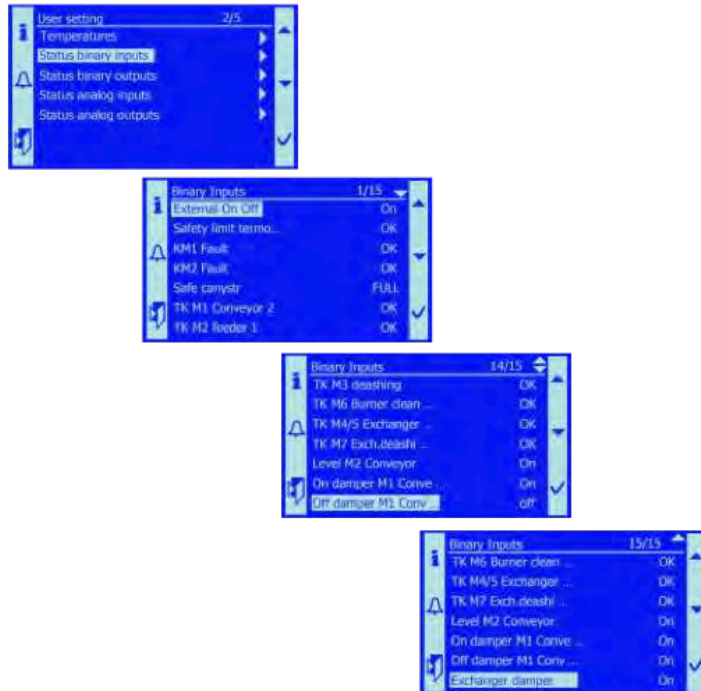 User setting 2/5
Temperatures
Status binary inputs
Status binary outputs
Status analog inputs
Status analog outputs
Binary Inputs 1/15
External On Off On
Safety limit termo... OK
KM1 Fault OK
KM2 Fault OK
Safe canystr FULL
TK M1 Conveyor 2 OK
TK M2 feeder 1 OK
Binary Inputs 14/15
TK M3 deashing OK
TK M6 Burner clean ... OK
TK M4/5 Exchanger ... OK
TK M7 Exch.deashi ... OK
Level M2 Conveyor On
On damper M1 Conve ... On
Off damper M1 Conv ... off
Binary Inputs 15/15
TK M6 Burner clean ... OK
TK M4/5 Exchanger ... OK
TK M7 Exch.deashi ... OK
Level M2 Conveyor On
On damper M1 Conve ... On
Off damper M1 Conv ... On
Exchanger damper On